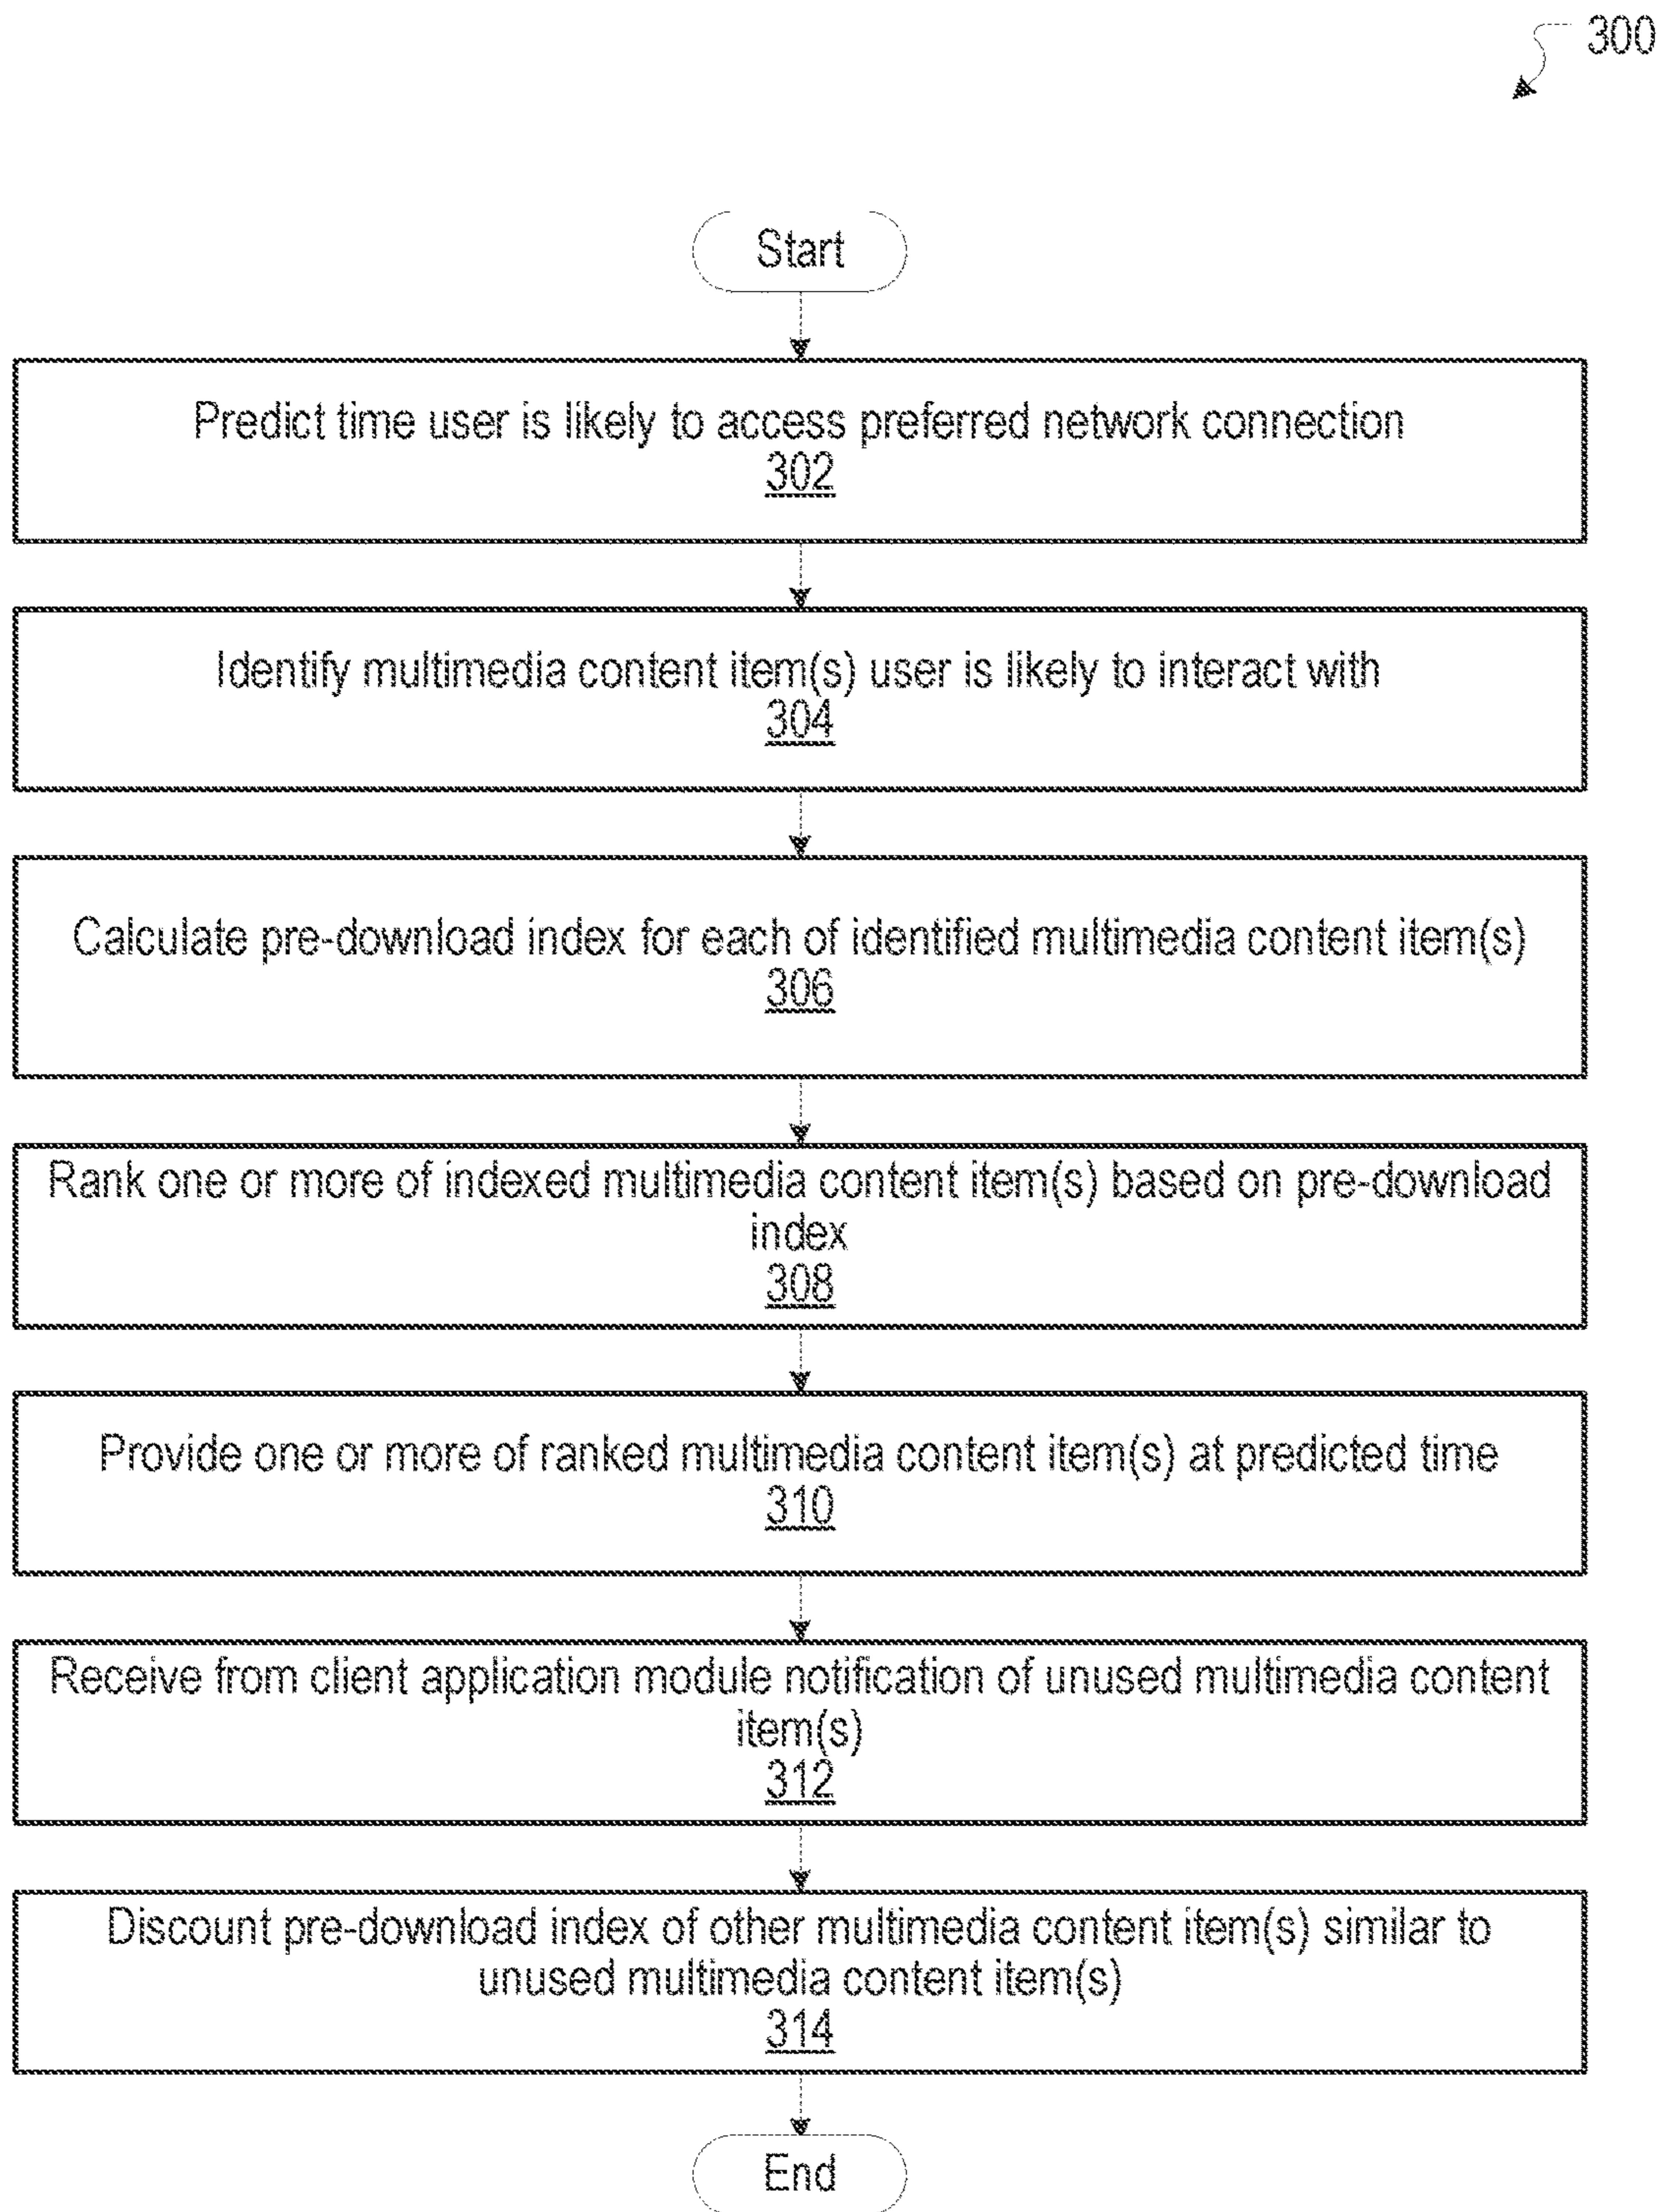 300
Start
Predict time user is likely to access preferred network connection
302
Identify multimedia content item(s) user is likely to interact with
304
Calculate pre-download index for each of identified multimedia content item(s)
306
Rank one or more of indexed multimedia content item(s) based on pre-download
index
308
Provide one or more of ranked multimedia content item(s) at predicted time
310
Receive from client application module notification of unused multimedia content
item(s)
312
Discount pre-download index of other multimedia content item(s) similar to
unused multimedia content item(s)
314
End